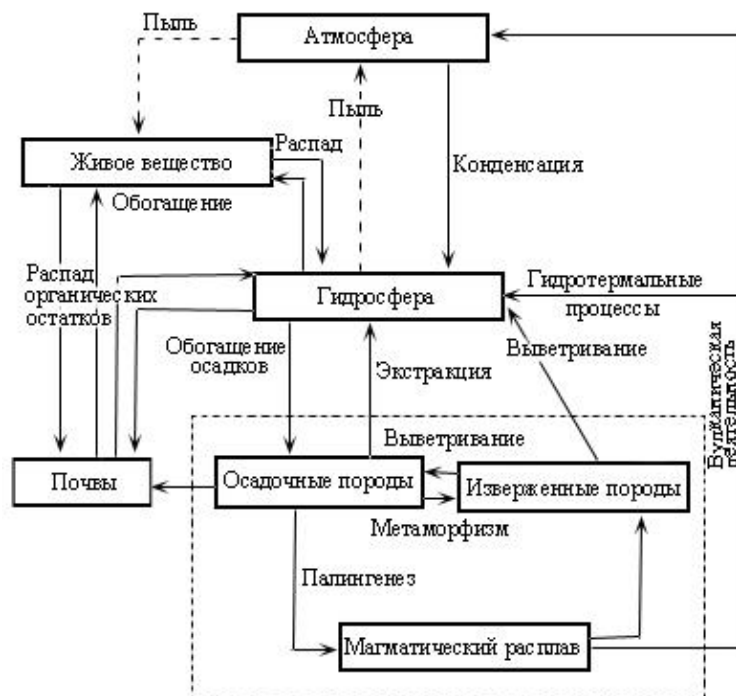 Пыль
Атмосфера
Пыль
Распад
Живое вещество
Конденсация
Обогащение
Распад
органических
остатков
Гидросфера
Гидротермальные
процессы
Обогащение
осадков
Экстракция
Выветривание
Выветривание
Почвы
Осадочные породы
Изверженные породы
Метаморфизм
Палингенез
Магматический расплав
деятельность